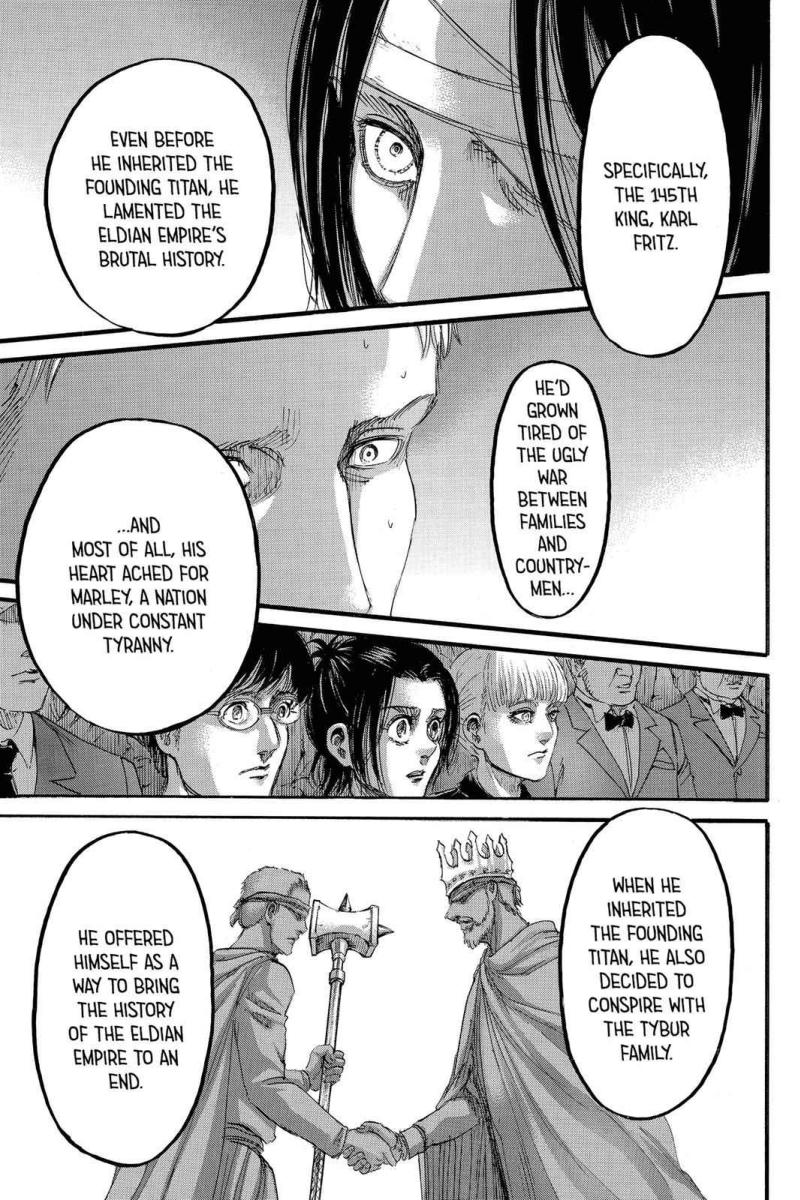 SPECIFICALLY,
THE 145TH
KING, KARL
FRITZ.
EVEN BEFORE
HE INHERITED THE
FOUNDING TITAN, HE
LAMENTED THE
ELDIAN EMPIRE'S
BRUTAL HISTORY.
HE'D
GROWN
TIRED OF
THE UGLY
WAR
BETWEEN
FAMILIES
AND
COUNTRY-
MEN...
...AND
MOST OF ALL, HIS
HEART ACHED FOR
MARLEY, A NATION
UNDER CONSTANT
TYRANNY.
WHEN HE
INHERITED
THE FOUNDING
TITAN, HE ALSO
DECIDED TO
CONSPIRE WITH
THE TYBUR
FAMILY.
HE OFFERED
HIMSELF AS A
WAY TO BRING
THE HISTORY
OF THE ELDIAN
EMPIRE TO AN
END.